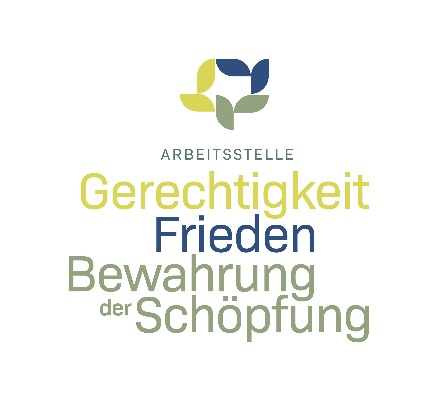 ARBEITSSTELLE
Gerechtigkeit
Frieden
Bewahrung
der Schöpfung